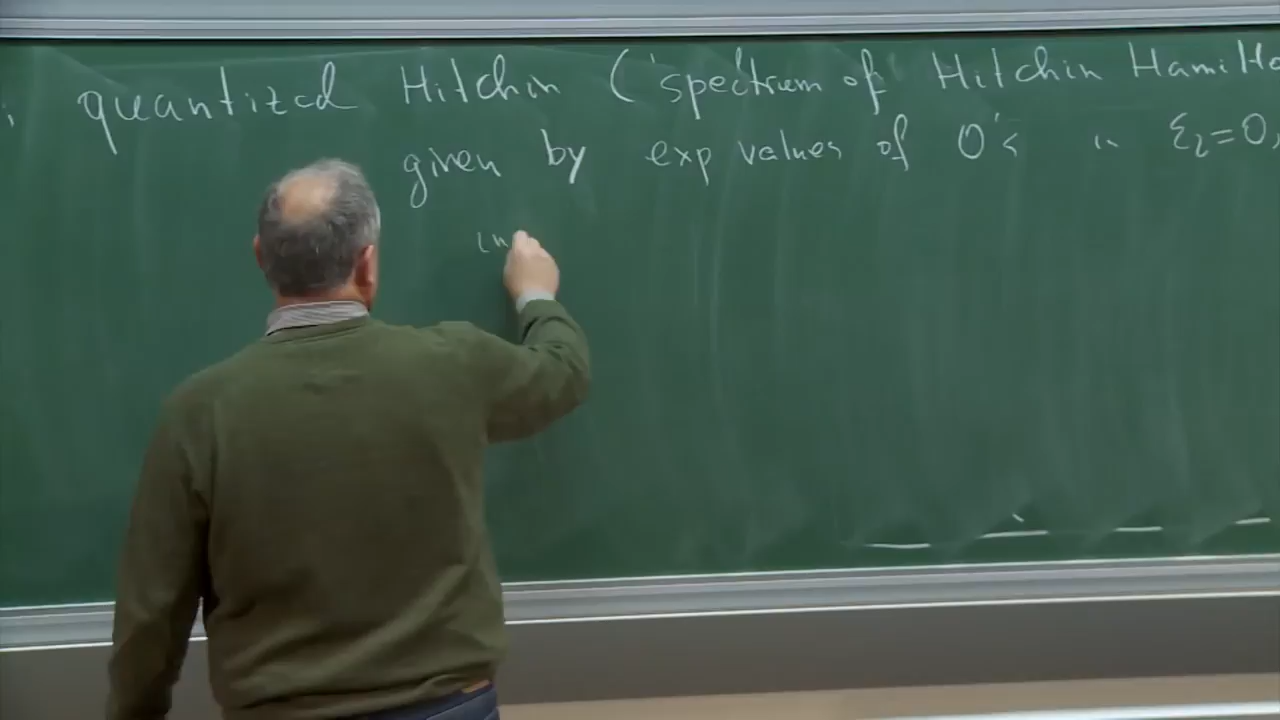 ; quantized Hitchin ('spectrum of Hitchin Hamilto
given by exp values of O's in ε₂=0,
in